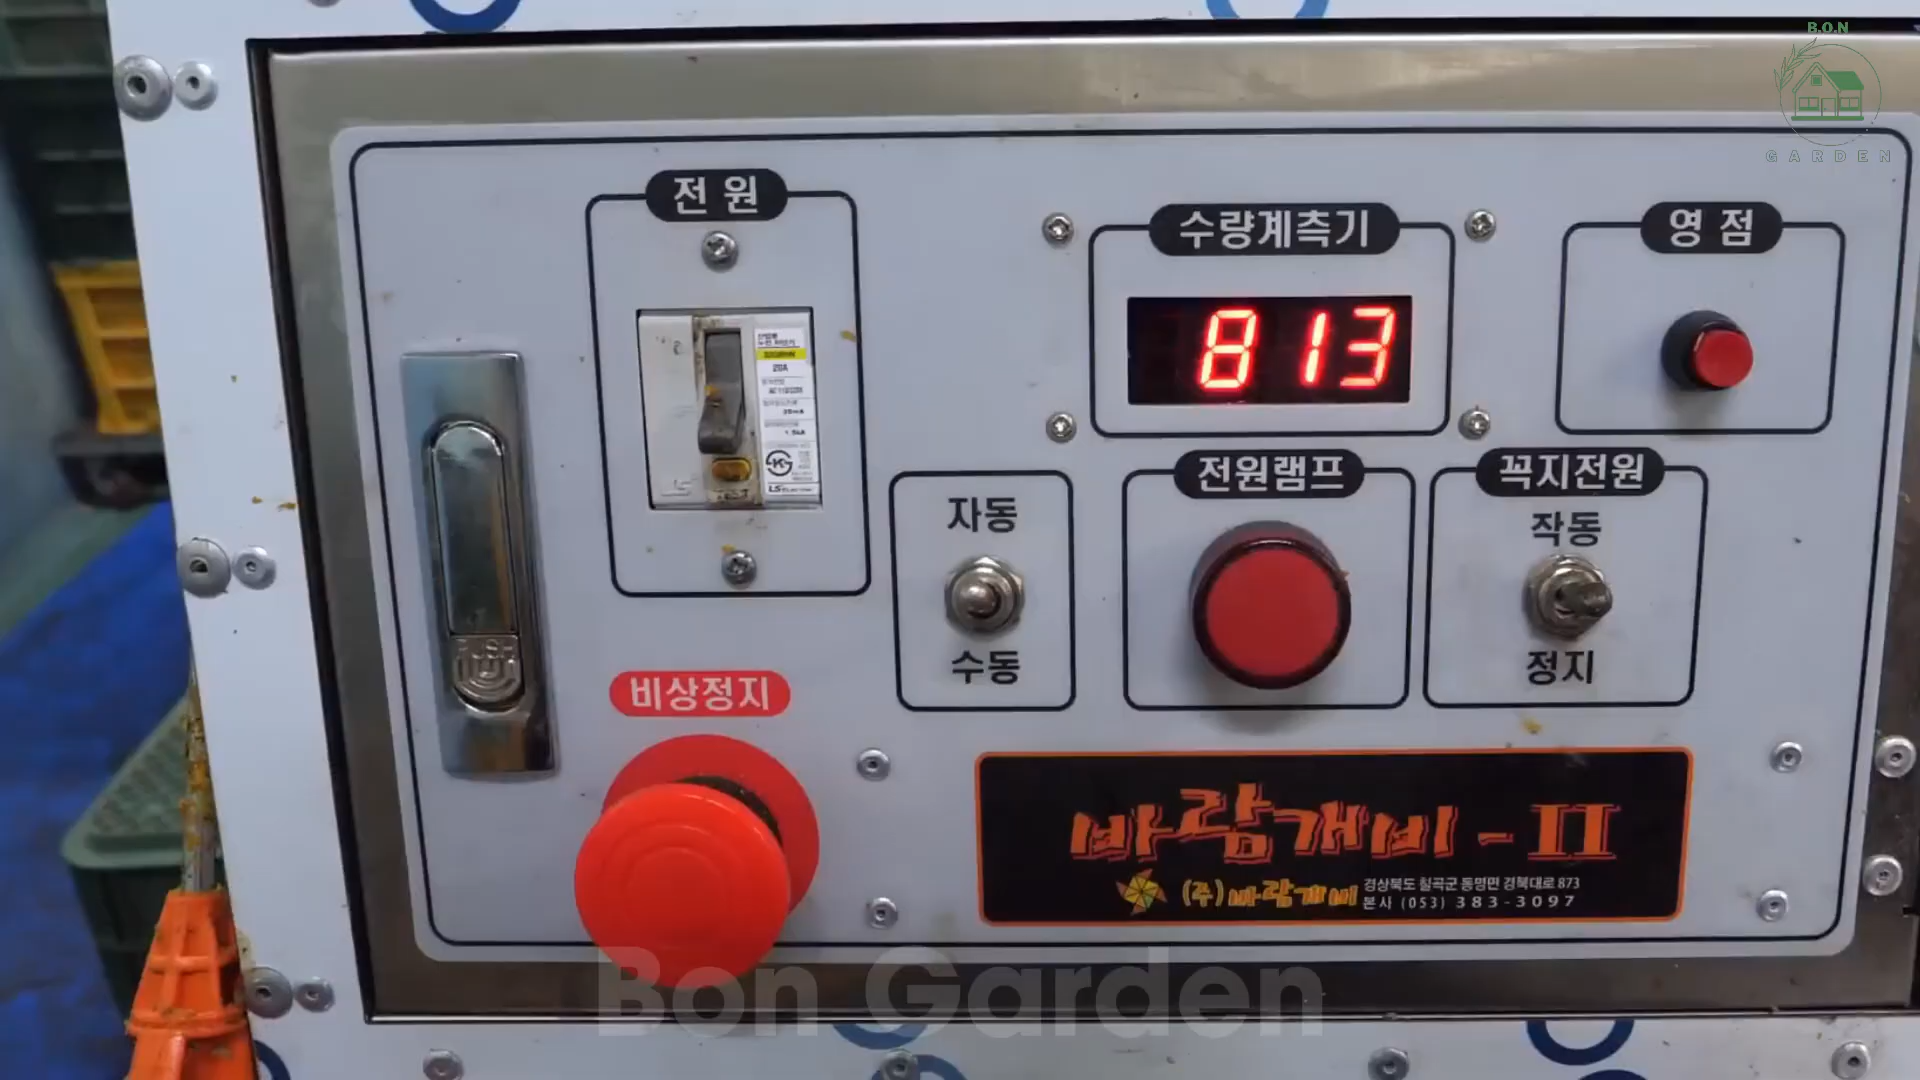 B.O.N
GARDEN
전 원
수량계측기
영 점
813
20A
PUSH
TEST
자동
수동
전원램프
꼭지전원
작동
정지
비상정지
바람개비-II
(주)바람개비
경상북도 칠곡군 동명면 경북대로 873
본사 (053) 383-3097
Bon Garden